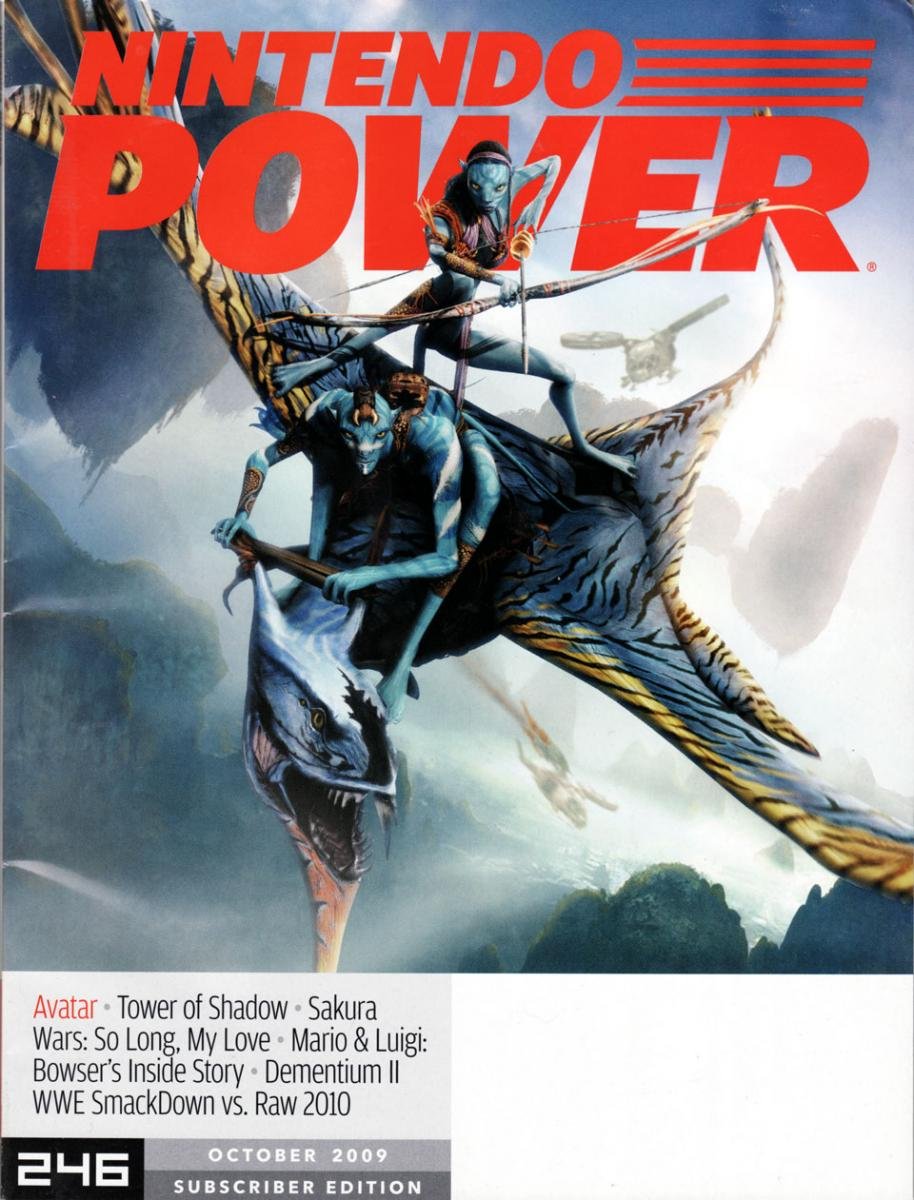 NINTENDO
POWER®
Avatar • Tower of Shadow • Sakura
Wars: So Long, My Love • Mario & Luigi:
Bowser's Inside Story • Dementium II
WWE SmackDown vs. Raw 2010
246
OCTOBER 2009
SUBSCRIBER EDITION